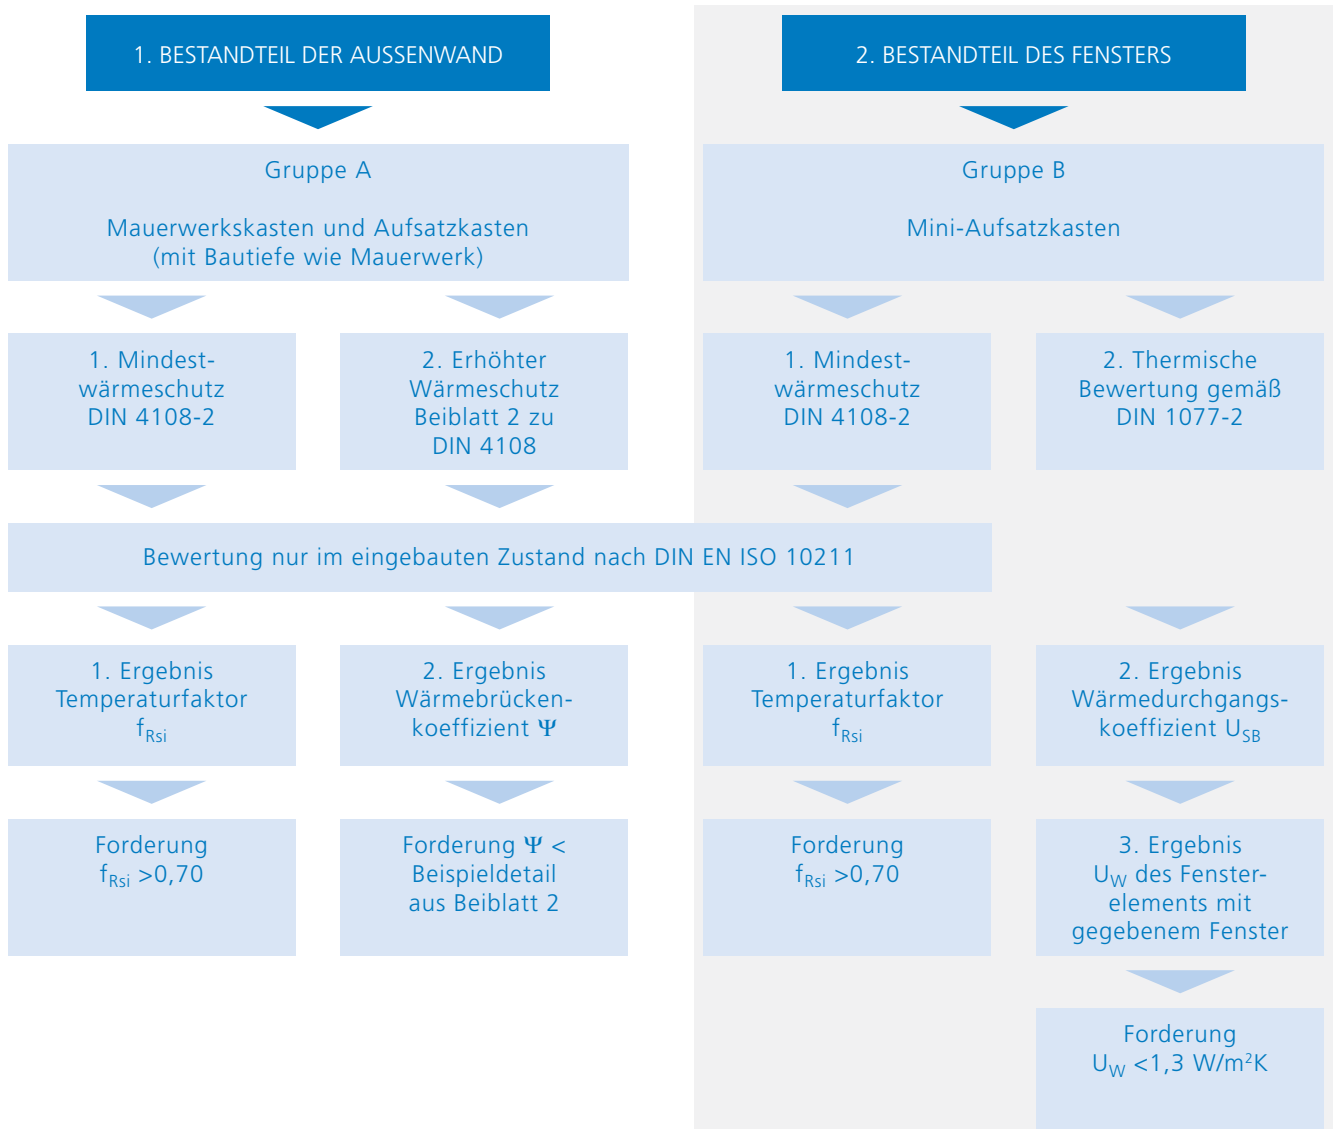 1. BESTANDTEIL DER AUSSENWAND
Gruppe A
Mauerwerkskasten und Aufsatzkasten
(mit Bautiefe wie Mauerwerk)
1. Mindest-
wärmeschutz
DIN 4108-2
2. Erhöhter
Wärmeschutz
Beiblatt 2 zu
DIN 4108
2. BESTANDTEIL DES FENSTERS
Gruppe B
Mini-Aufsatzkasten
1. Mindest-
wärmeschutz
DIN 4108-2
2. Thermische
Bewertung gemäß
DIN 1077-2
Bewertung nur im eingebauten Zustand nach DIN EN ISO 10211
1. Ergebnis
Temperaturfaktor
fRsi
2. Ergebnis
Wärmebrücken-
koeffizient Ψ
1. Ergebnis
Temperaturfaktor
fRsi
2. Ergebnis
Wärmedurchgangs-
koeffizient USB
Forderung
fRsi >0,70
Forderung Ψ <
Beispieldetail
aus Beiblatt 2
Forderung
fRsi >0,70
3. Ergebnis
UW des Fenster-
elements mit
gegebenem Fenster
Forderung
UW <1,3 W/m²K